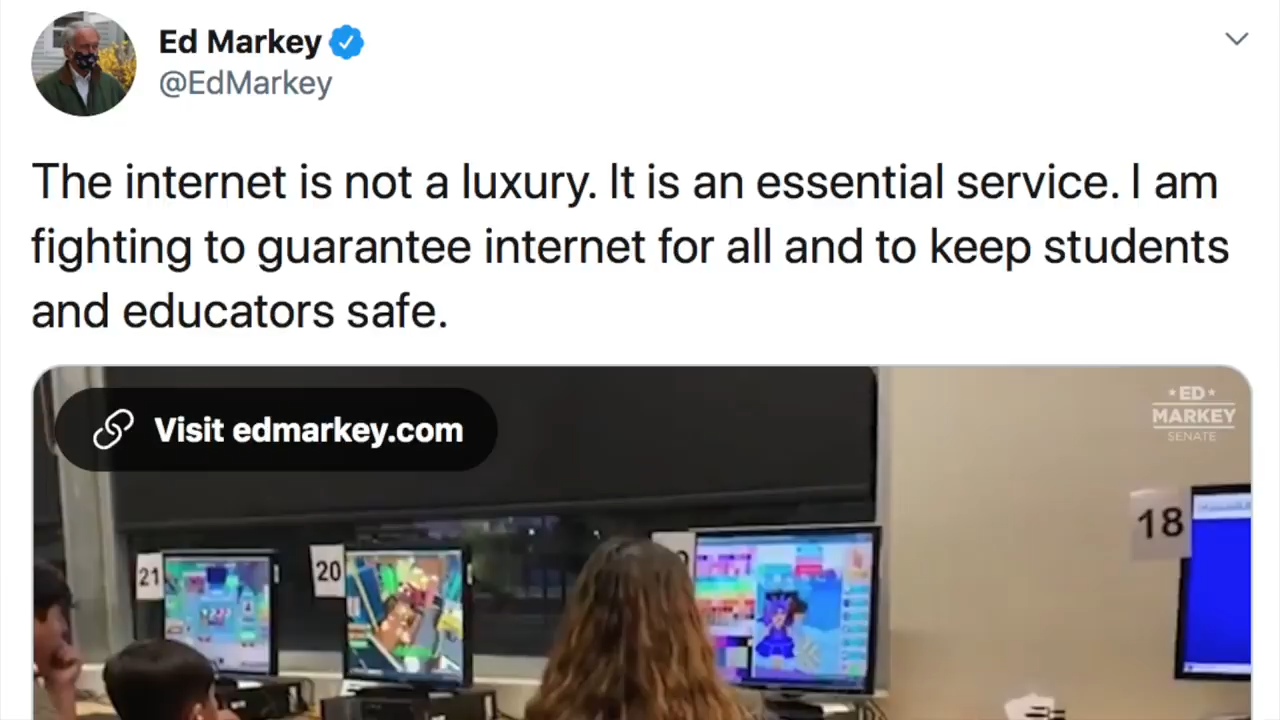 Ed Markey
@EdMarkey
The internet is not a luxury. It is an essential service. I am
fighting to guarantee internet for all and to keep students
and educators safe.
Visit edmarkey.com
ED
MARKEY
SENATE
18
21
20